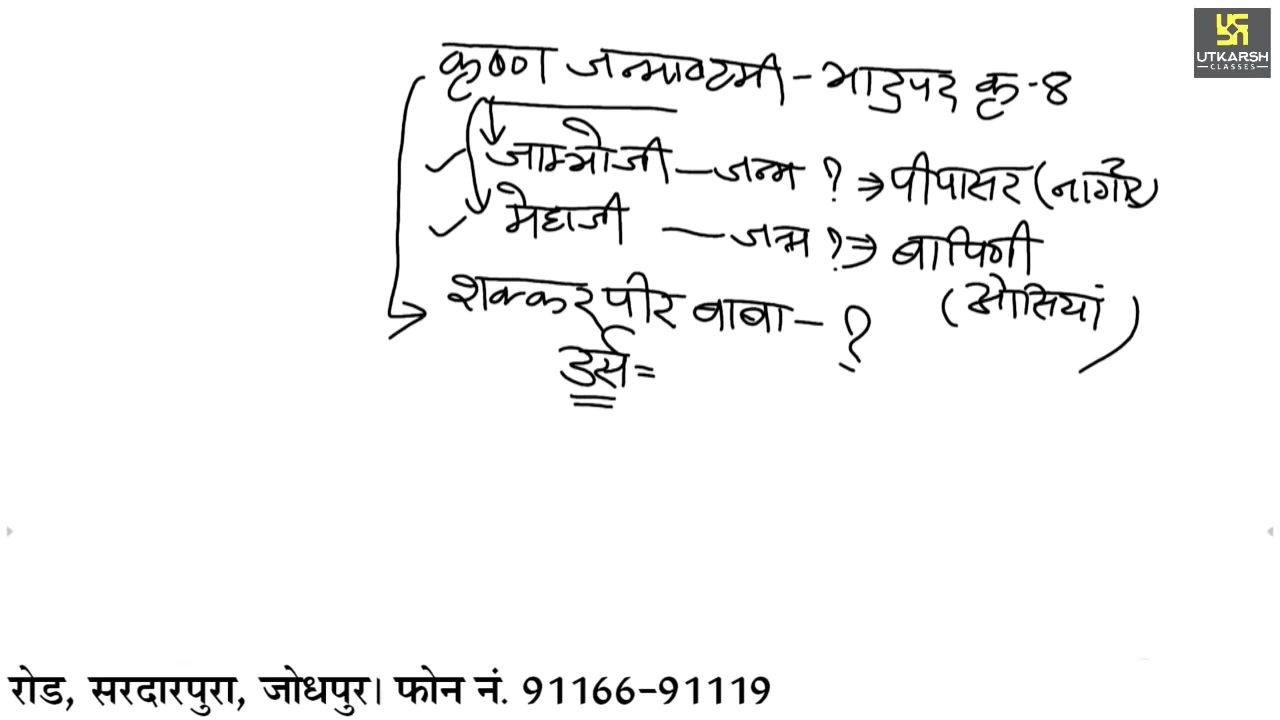 कृष्ण जन्माष्टमी - भाद्रपद कृ - 8
जाम्भोजी - जन्म ? ⇒ पीपासर (नागौर)
मेहाजी - जन्म ? ⇒ बापिणी
(ओसियां)
शक्कर पीर बाबा - ?
उर्स =
UTKARSH
CLASSES
रोड, सरदारपुरा, जोधपुर। फोन नं. 91166-91119